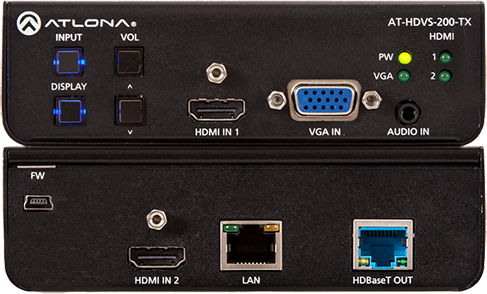 ATLONA®
AT-HDVS-200-TX
INPUT VOL HDMI
PW 1
VGA 2
DISPLAY
HDMI IN 1 VGA IN AUDIO IN
FW
HDMI IN 2 LAN HDBaseT OUT